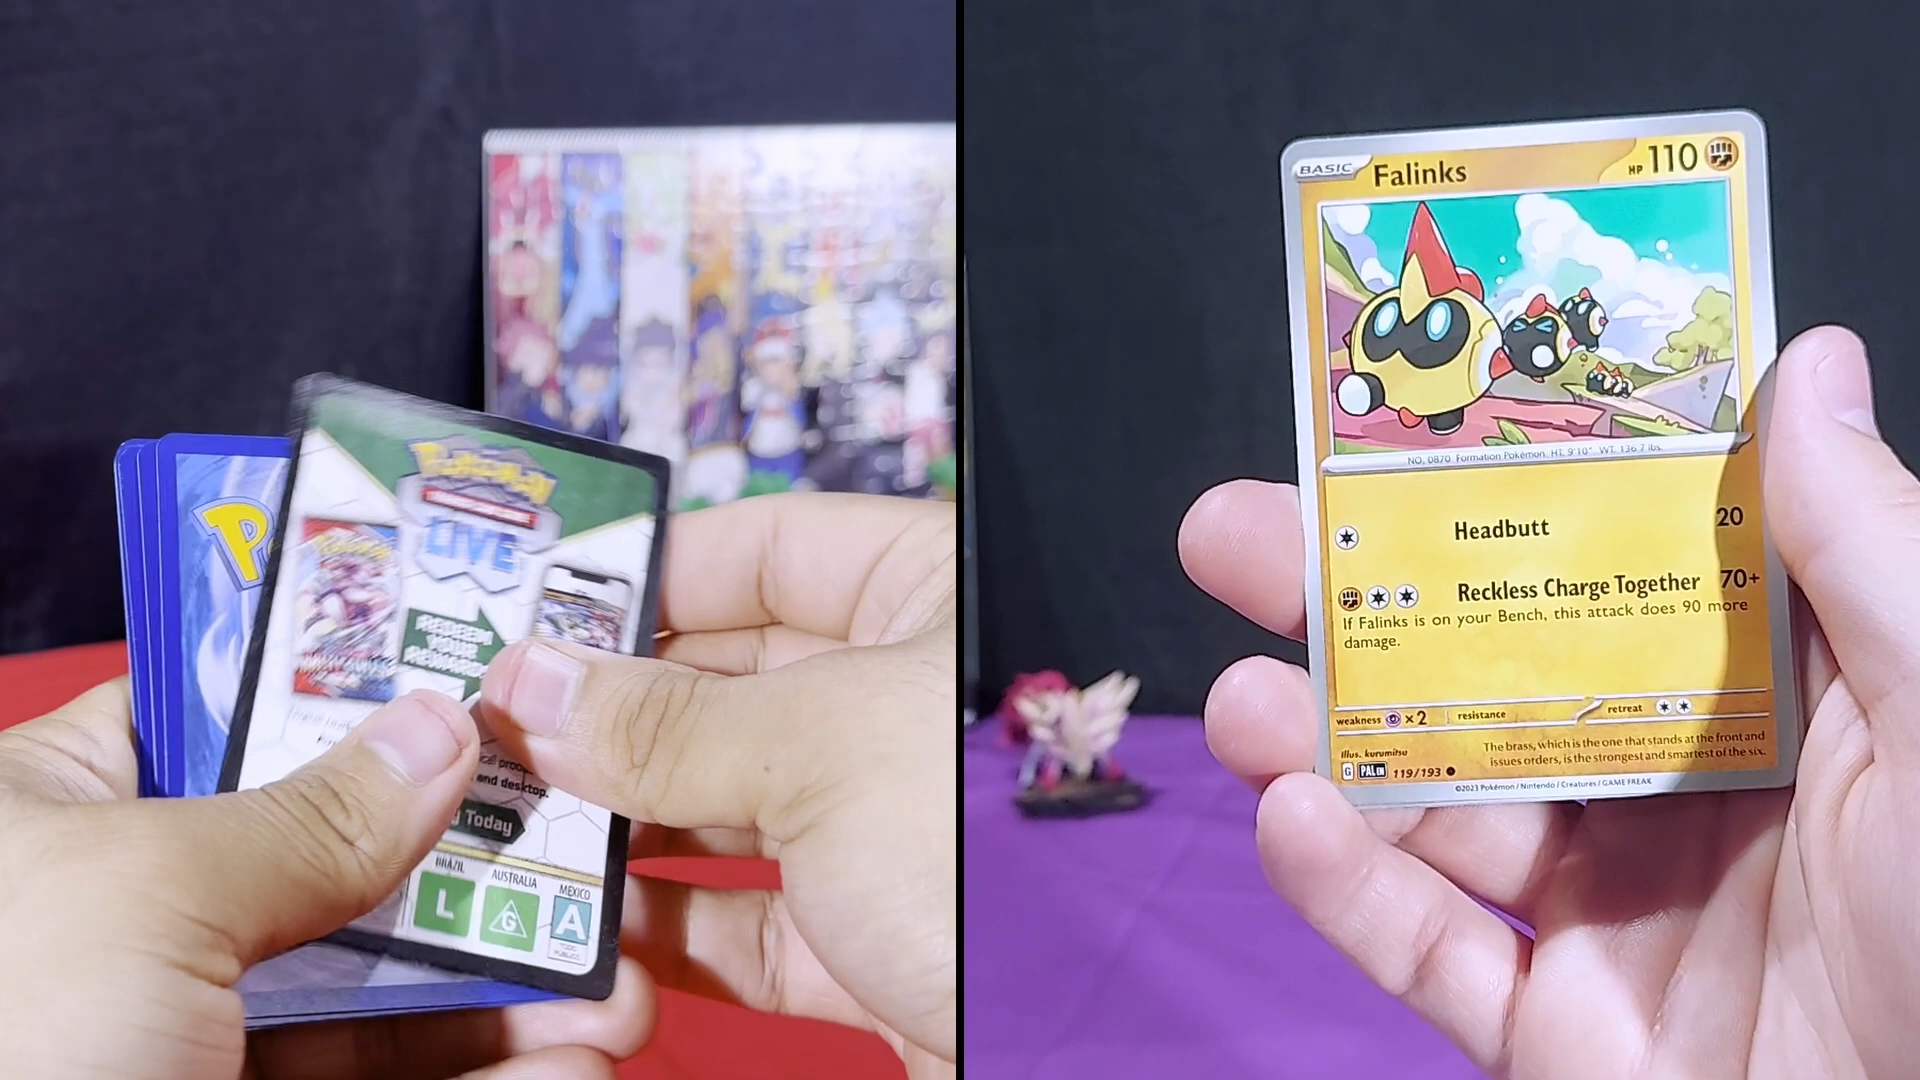 Pokémon
LIVE
REDEEM
YOUR
REWARDS
and desktop.
Today
BRAZIL
L
AUSTRALIA
G
MEXICO
A
BASIC
Falinks
HP 110
NO. 0870 Formation Pokémon. HT. 9'10" WT. 136.7 lbs.
Headbutt 20
Reckless Charge Together 70+
If Falinks is on your Bench, this attack does 90 more
damage.
weakness ×2 resistance retreat
Illus. kurumitsu
The brass, which is the one that stands at the front and
issues orders, is the strongest and smartest of the six.
G PAL EN 119/193
©2023 Pokémon / Nintendo / Creatures / GAME FREAK